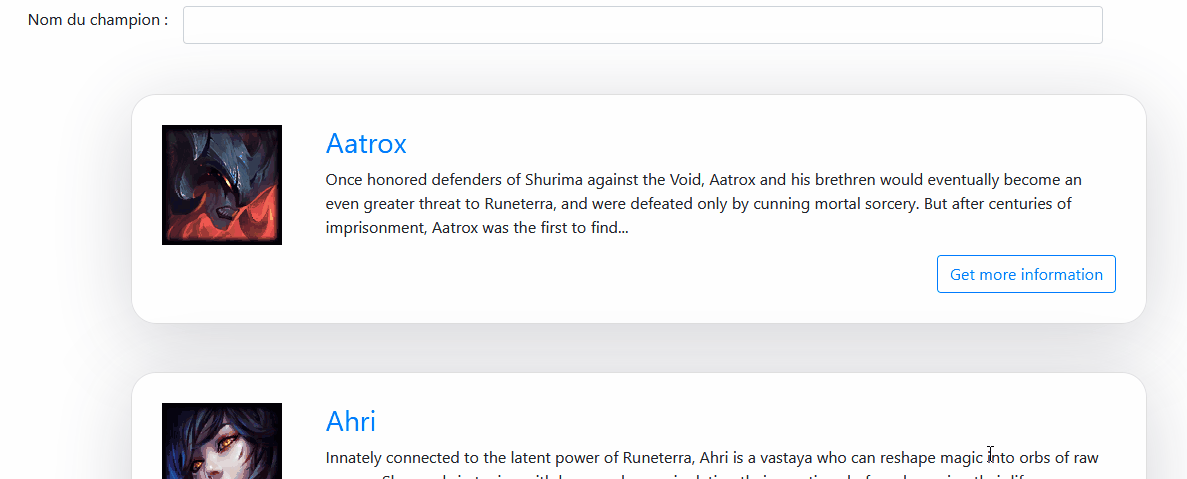 Nom du champion :
Aatrox
Once honored defenders of Shurima against the Void, Aatrox and his brethren would eventually become an
even greater threat to Runeterra, and were defeated only by cunning mortal sorcery. But after centuries of
imprisonment, Aatrox was the first to find...
Get more information
Ahri
Innately connected to the latent power of Runeterra, Ahri is a vastaya who can reshape magic into orbs of raw